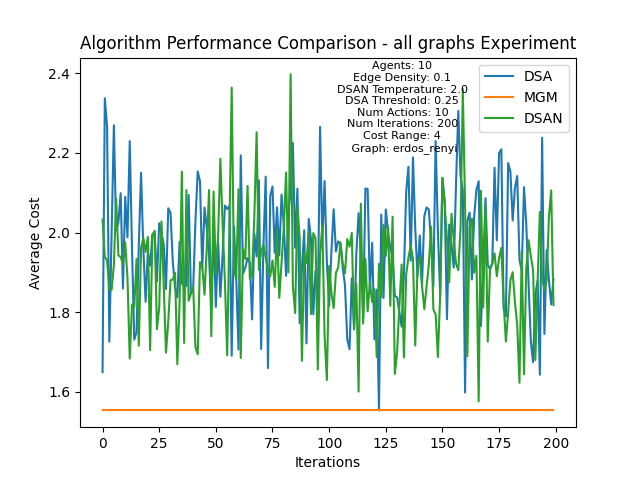 Algorithm Performance Comparison - all graphs Experiment
Agents: 10
Edge Density: 0.1
DSAN Temperature: 2.0
DSA Threshold: 0.25
Num Actions: 10
Num Iterations: 200
Cost Range: 4
Graph: erdos_renyi
DSA
MGM
DSAN
Average Cost
2.4
2.2
2.0
1.8
1.6
0 25 50 75 100 125 150 175 200
Iterations